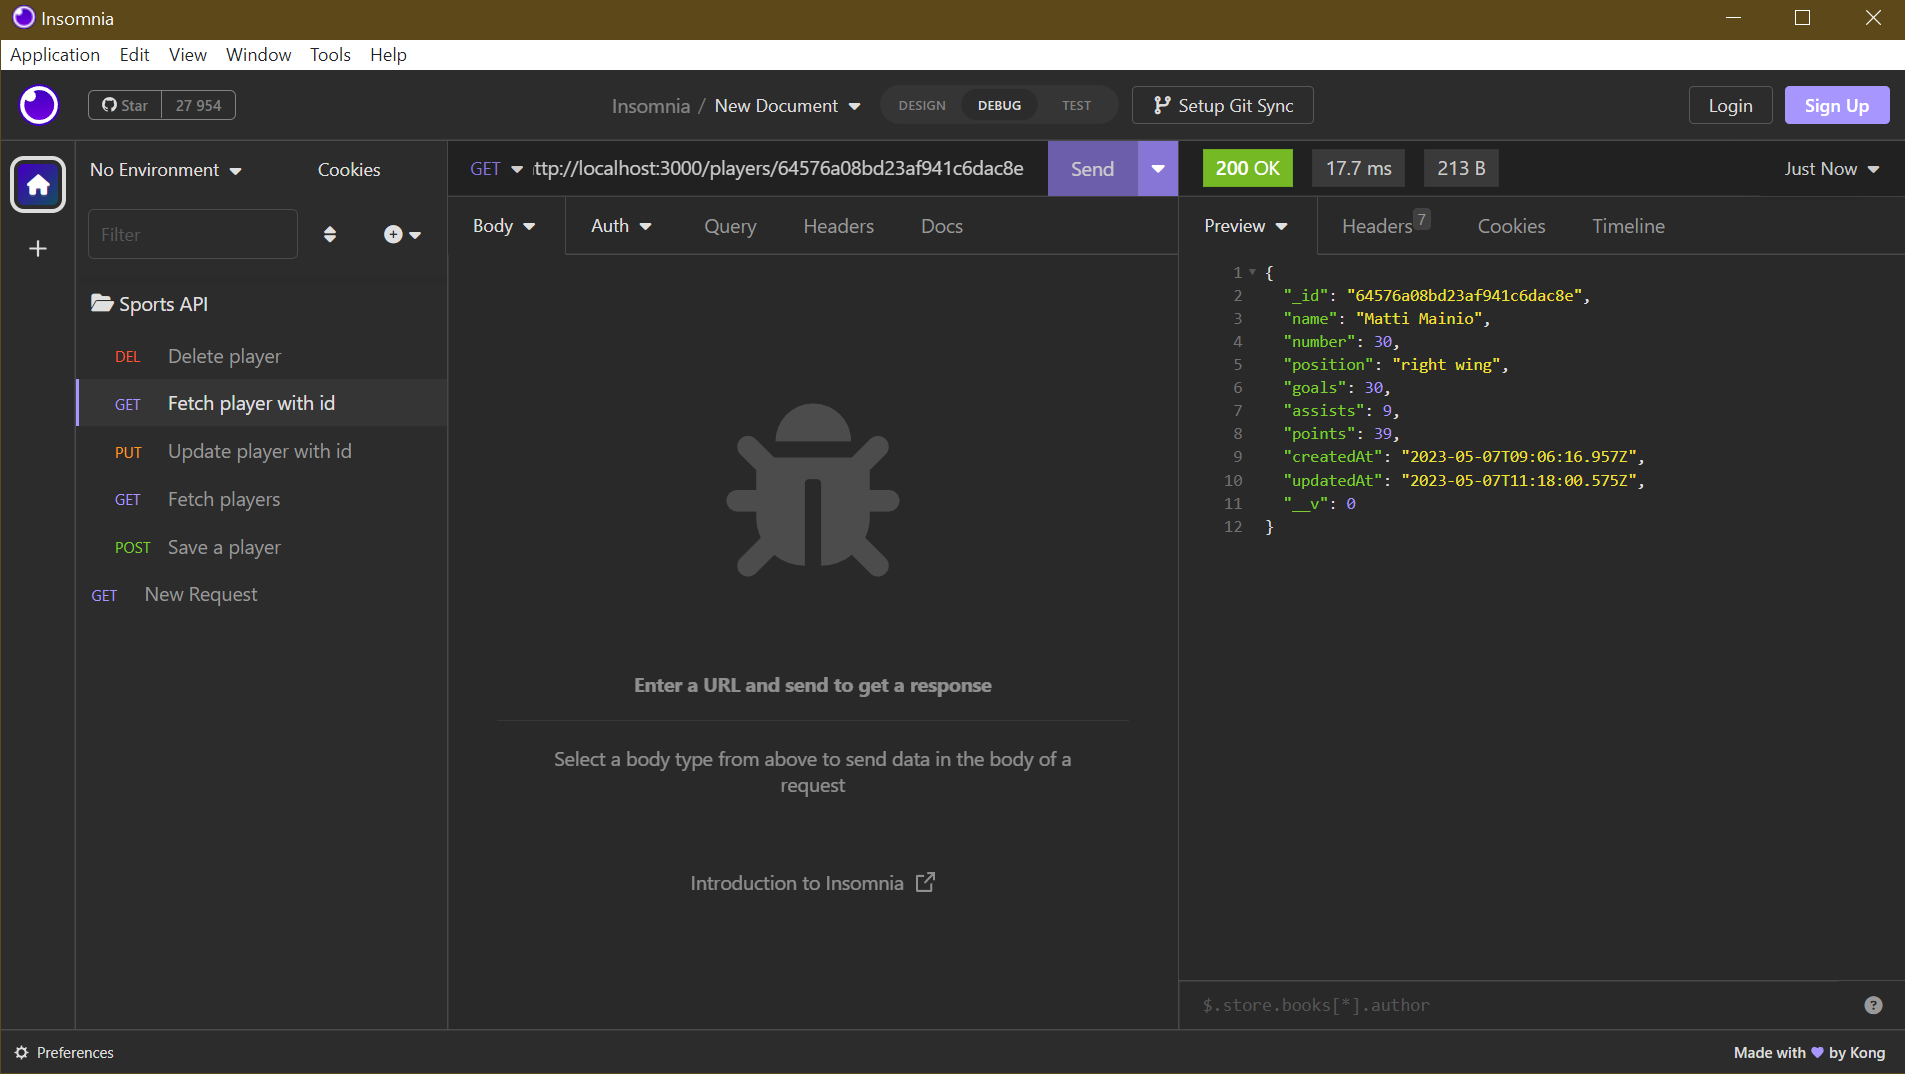 Insomnia
Application Edit View Window Tools Help
Star 27 954
Insomnia / New Document DESIGN DEBUG TEST Setup Git Sync Login Sign Up
No Environment Cookies
Filter
Sports API
DEL Delete player
GET Fetch player with id
PUT Update player with id
GET Fetch players
POST Save a player
GET New Request
GET ttp://localhost:3000/players/64576a08bd23af941c6dac8e Send
Body Auth Query Headers Docs
Enter a URL and send to get a response
Select a body type from above to send data in the body of a
request
Introduction to Insomnia
200 OK 17.7 ms 213 B Just Now
Preview Headers 7 Cookies Timeline
1 {
2 "_id": "64576a08bd23af941c6dac8e",
3 "name": "Matti Mainio",
4 "number": 30,
5 "position": "right wing",
6 "goals": 30,
7 "assists": 9,
8 "points": 39,
9 "createdAt": "2023-05-07T09:06:16.957Z",
10 "updatedAt": "2023-05-07T11:18:00.575Z",
11 "__v": 0
12 }
$.store.books[*].author ?
Preferences
Made with ♥ by Kong